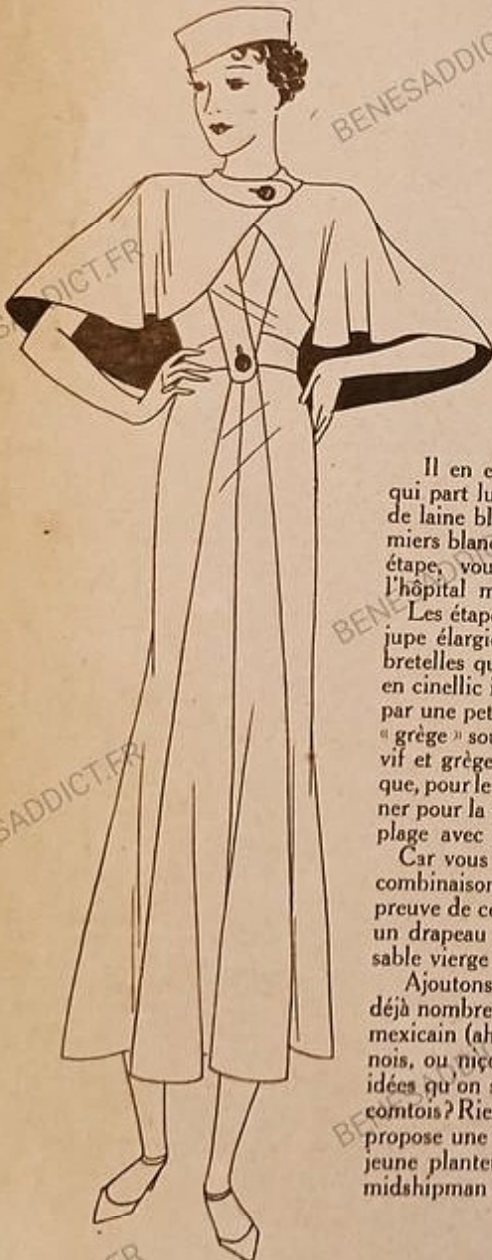 BENESADDICT.FR
Il en e
qui part lu
de laine bl
miers blanc
étape, vou
l'hôpital m
Les étape
jupe élargie
bretelles qu
en cinellic i
par une pet
« grège » sou
vif et grège
que, pour le
ner pour la
plage avec
Car vous
combinaison
preuve de ce
un drapeau
sable vierge
Ajoutons
déjà nombre
mexicain (ah
nois, ou niço
idées qu'on s
comtois? Rie
propose une
jeune plante
midshipman